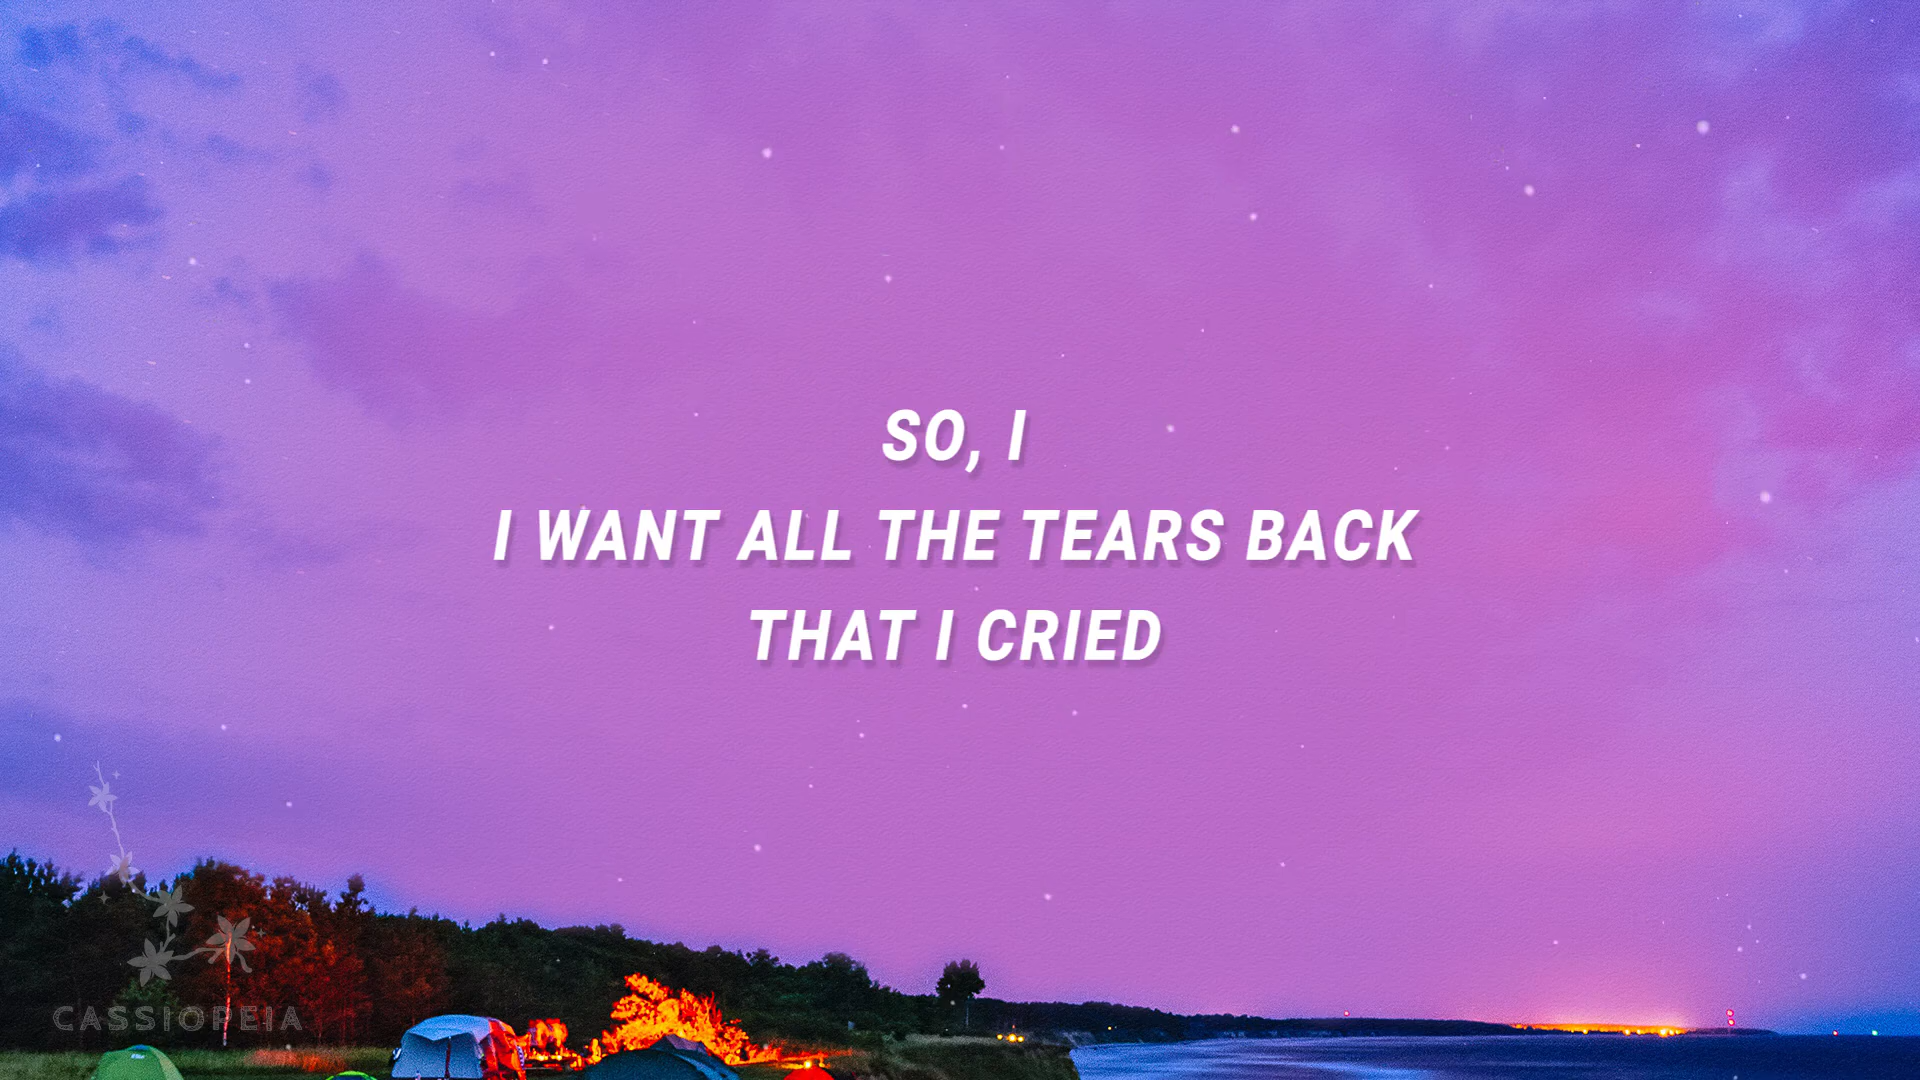 SO, I
I WANT ALL THE TEARS BACK
THAT I CRIED
CASSIOPEIA